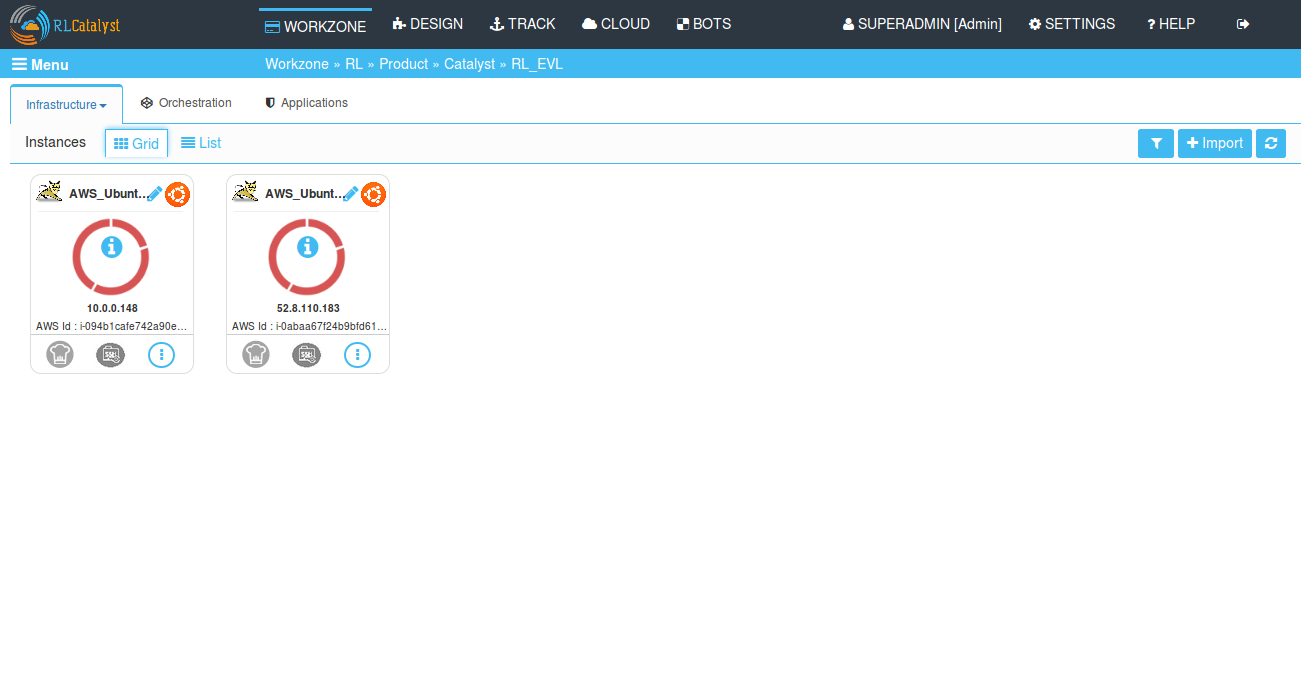 RLCatalyst
WORKZONE DESIGN TRACK CLOUD BOTS SUPERADMIN [Admin] SETTINGS ? HELP
Menu Workzone » RL » Product » Catalyst » RL_EVL
Infrastructure Orchestration Applications
Instances Grid List + Import
AWS_Ubunt... AWS_Ubunt...
10.0.0.148 52.8.110.183
AWS Id : i-094b1cafe742a90e... AWS Id : i-0abaa67f24b9bfd61...